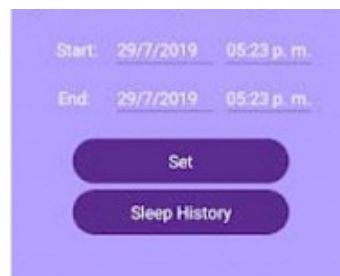 Start: 29/7/2019 05:23 p. m.
End: 29/7/2019 05:23 p. m.
Set
Sleep History